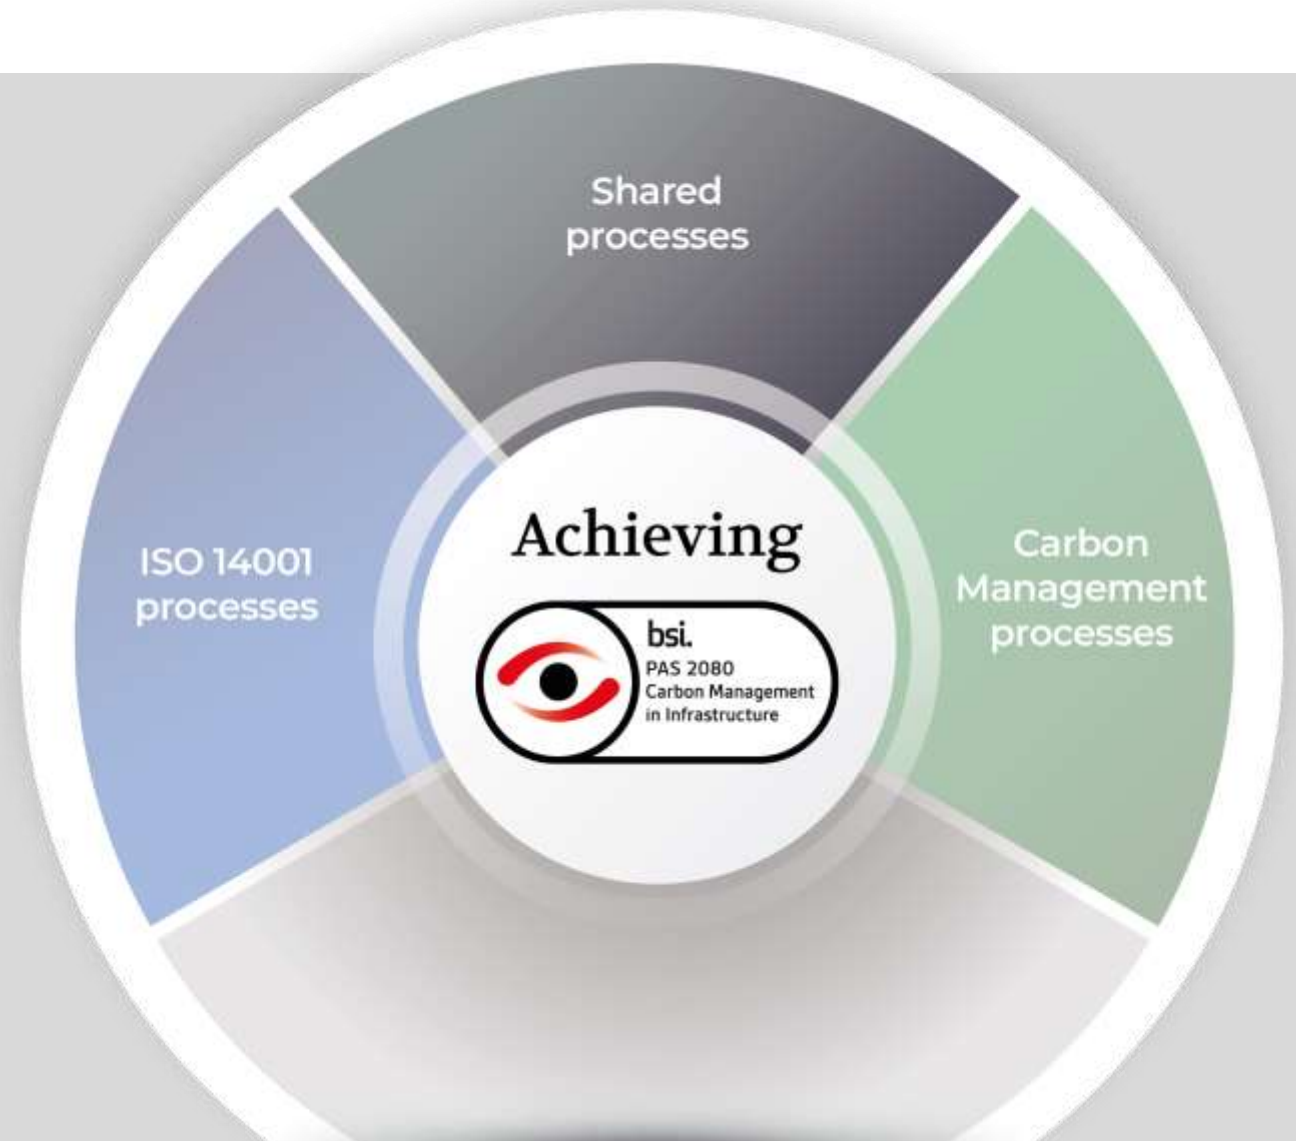 Shared
processes
ISO 14001
processes
Carbon
Management
processes
Achieving
bsi.
PAS 2080
Carbon Management
in Infrastructure